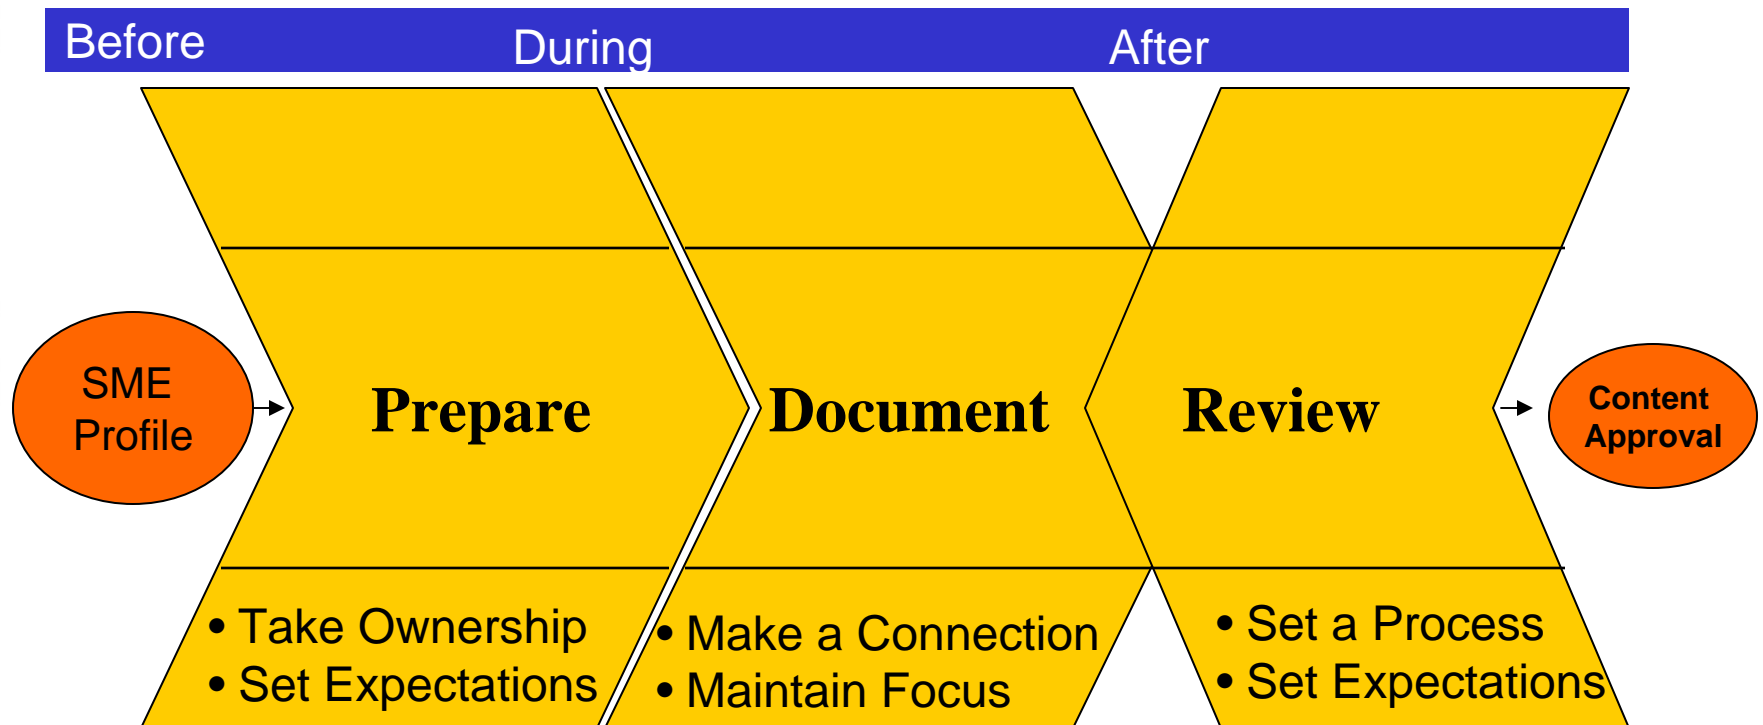 Before During After
SME
Profile
Prepare Document Review
Content
Approval
• Take Ownership
• Set Expectations
• Make a Connection
• Maintain Focus
• Set a Process
• Set Expectations